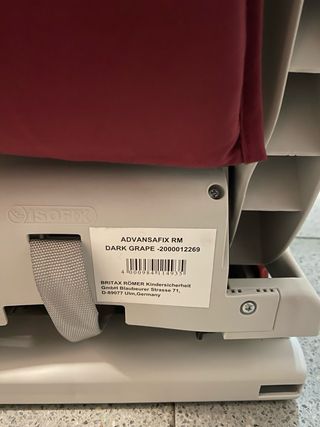 ISOFIX
ADVANSAFIX RM
DARK GRAPE -2000012269
BRITAX RÖMER Kindersicherheit
GmbH Blaubeurer Strasse 71,
D-89077 Ulm,Germany